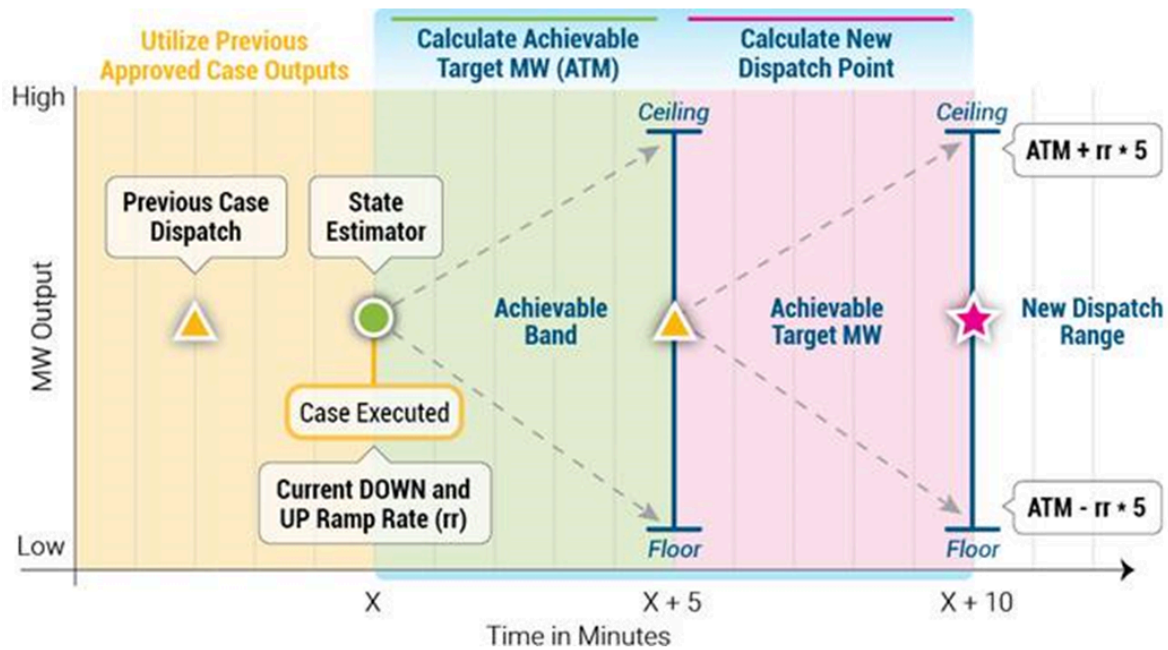 Utilize Previous
Approved Case Outputs
Calculate Achievable
Target MW (ATM)
Calculate New
Dispatch Point
High
Ceiling
Ceiling
ATM + rr * 5
Previous Case
Dispatch
State
Estimator
MW Output
Achievable
Band
Achievable
Target MW
New Dispatch
Range
Case Executed
Current DOWN and
UP Ramp Rate (rr)
ATM - rr * 5
Low
Floor
Floor
X
X + 5
X + 10
Time in Minutes